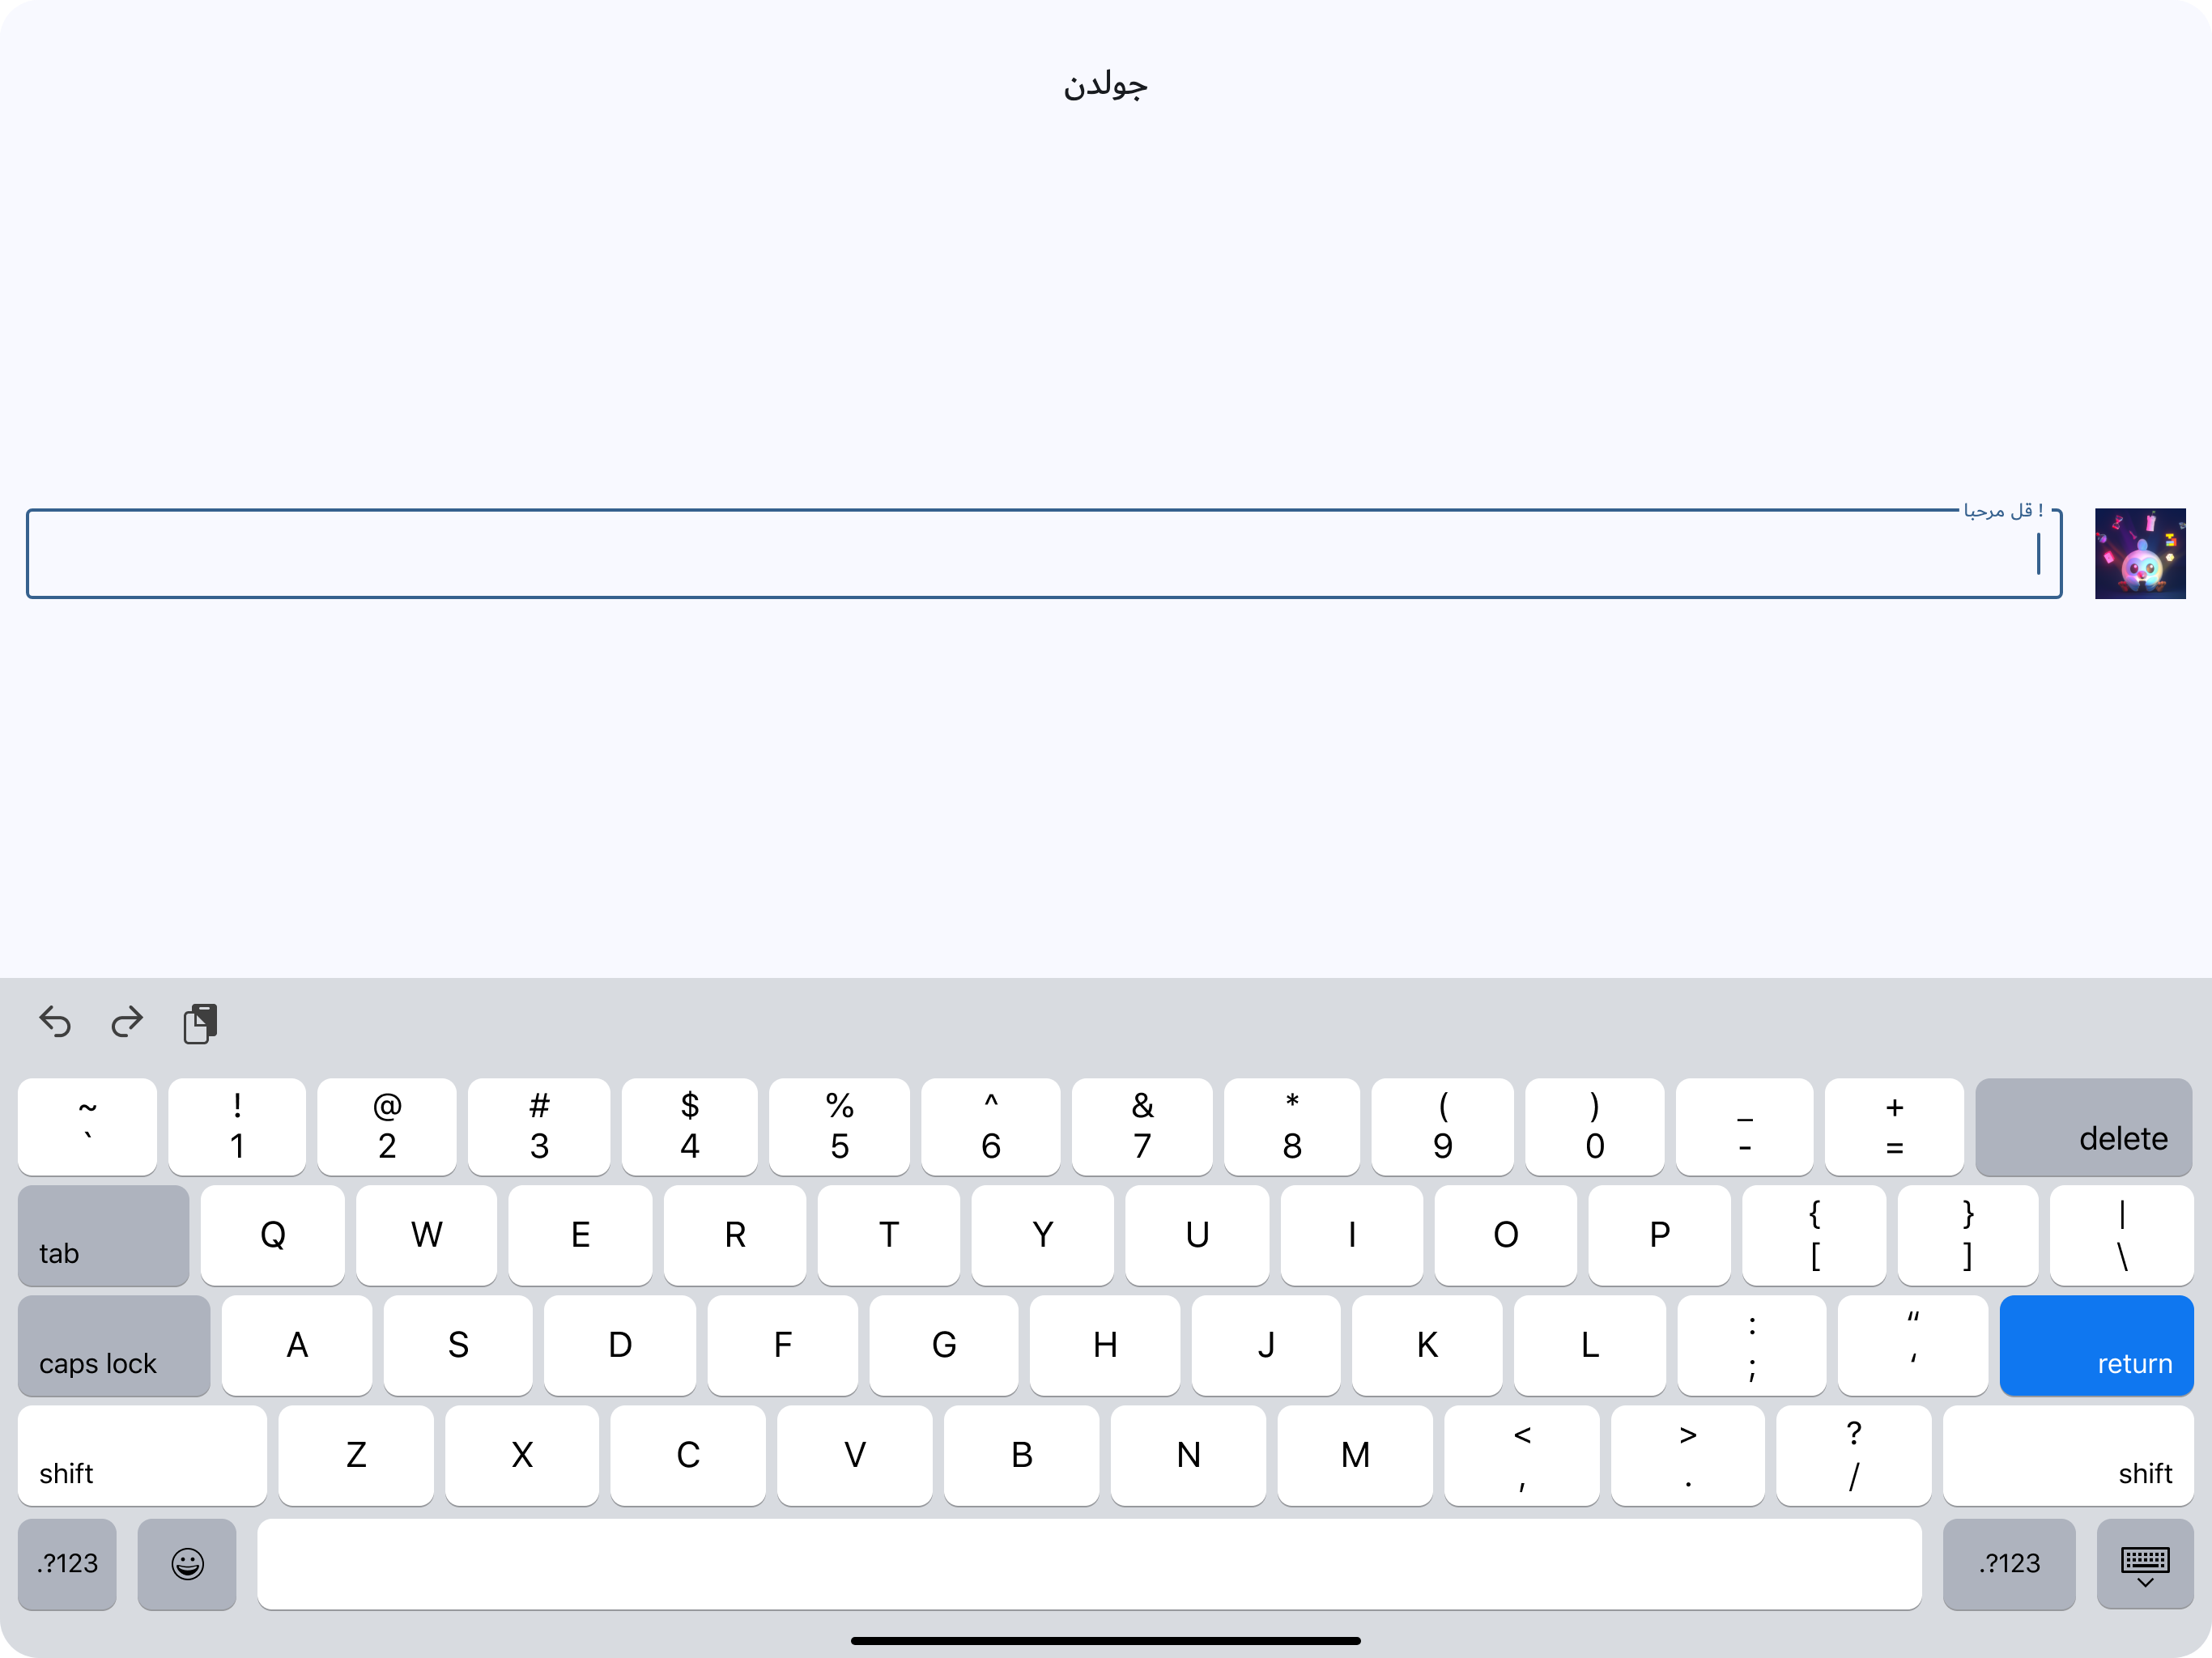 جولدن
قل مرحبا !
~ ! @ # $ % ^ & * ( ) _ +
` 1 2 3 4 5 6 7 8 9 0 - = delete
tab Q W E R T Y U I O P { [ } ] | \
caps lock A S D F G H J K L : ; “ ‘ return
shift Z X C V B N M < , > . ? / shift
.?123 .?123